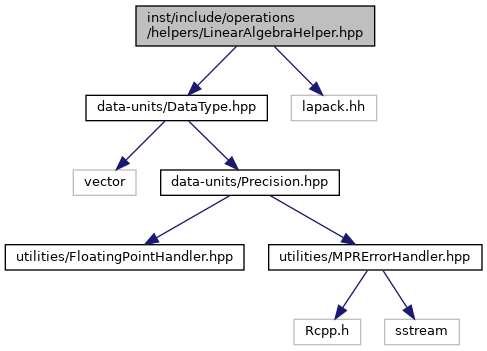 inst/include/operations
/helpers/LinearAlgebraHelper.hpp
data-units/DataType.hpp
lapack.hh
vector
data-units/Precision.hpp
utilities/FloatingPointHandler.hpp
utilities/MPRErrorHandler.hpp
Rcpp.h
sstream